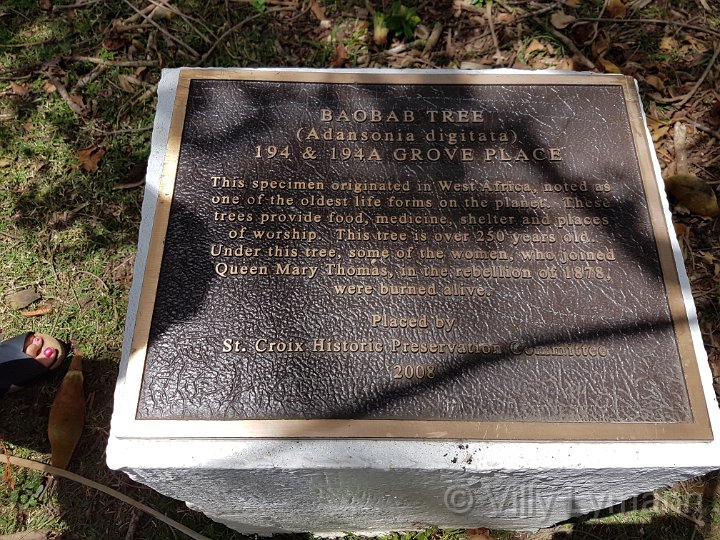 BAOBAB TREE
(Adansonia digitata)
194 & 194A GROVE PLACE
This specimen originated in West Africa, noted as
one of the oldest life forms on the planet. These
trees provide food, medicine, shelter and places
of worship. This tree is over 250 years old.
Under this tree, some of the women, who joined
Queen Mary Thomas, in the rebellion of 1878,
were burned alive.
Placed by
St. Croix Historic Preservation Committee
2008
© Villy Lymann